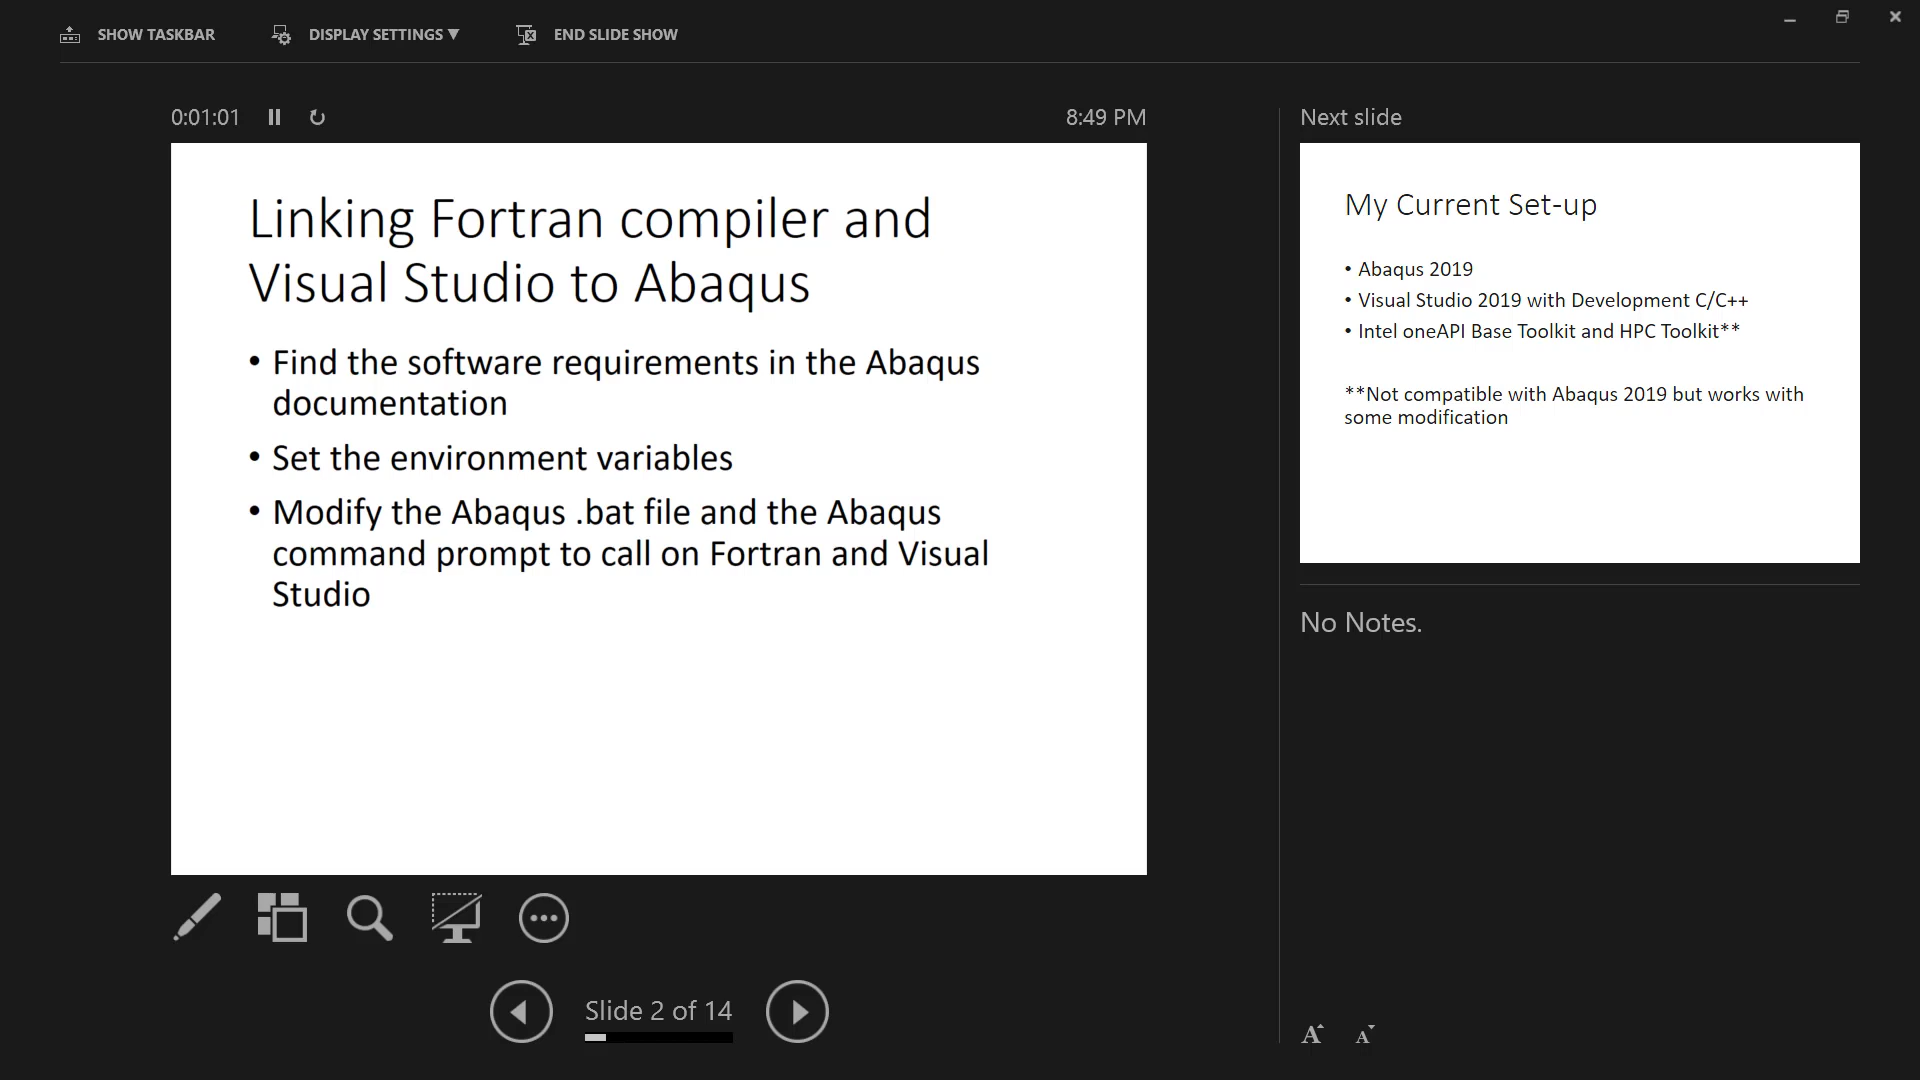 SHOW TASKBAR
DISPLAY SETTINGS ▼
END SLIDE SHOW
0:01:01
8:49 PM
Linking Fortran compiler and
Visual Studio to Abaqus
• Find the software requirements in the Abaqus
documentation
• Set the environment variables
• Modify the Abaqus .bat file and the Abaqus
command prompt to call on Fortran and Visual
Studio
Slide 2 of 14
Next slide
My Current Set-up
• Abaqus 2019
• Visual Studio 2019 with Development C/C++
• Intel oneAPI Base Toolkit and HPC Toolkit**
**Not compatible with Abaqus 2019 but works with
some modification
No Notes.
A A